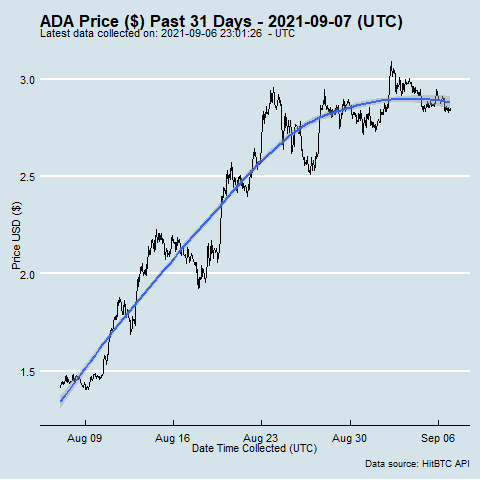 ADA Price ($) Past 31 Days - 2021-09-07 (UTC)
Latest data collected on: 2021-09-06 23:01:26 - UTC
3.0
2.5
2.0
1.5
Price USD ($)
Aug 09
Aug 16
Aug 23
Aug 30
Sep 06
Date Time Collected (UTC)
Data source: HitBTC API